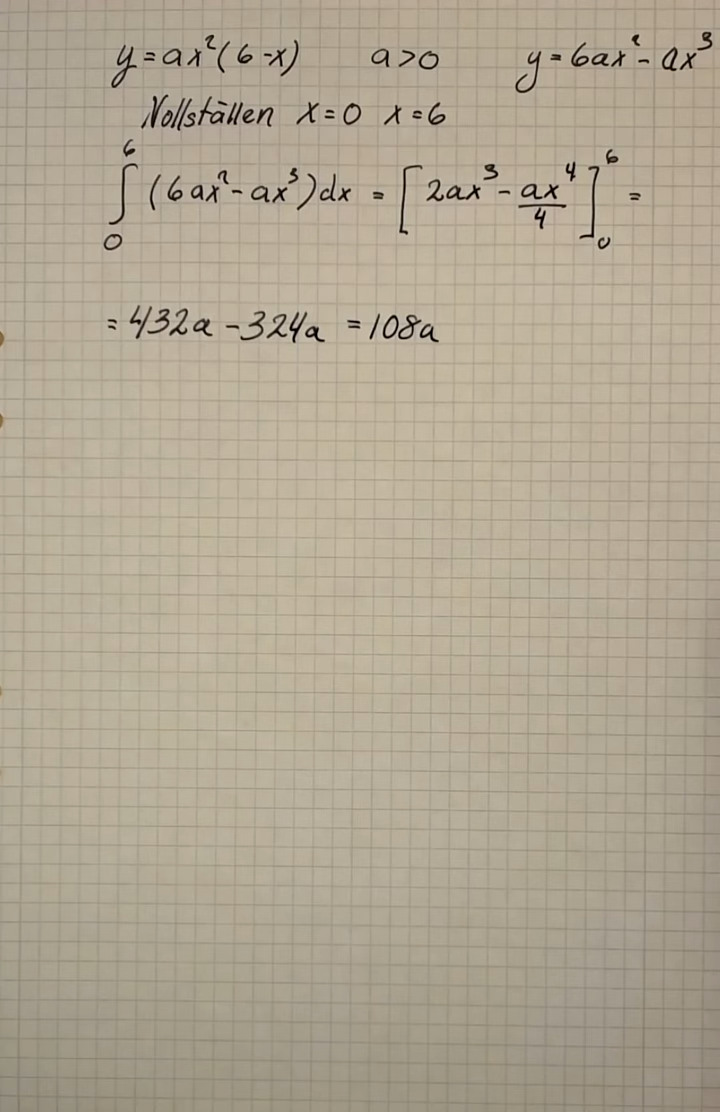 y = ax²(6-x) a>0 y = 6ax² - ax³
Nollställen x=0 x=6
∫₀⁶ (6ax² - ax³)dx = [2ax³ - ax⁴/4]₀⁶ =
= 432a - 324a = 108a